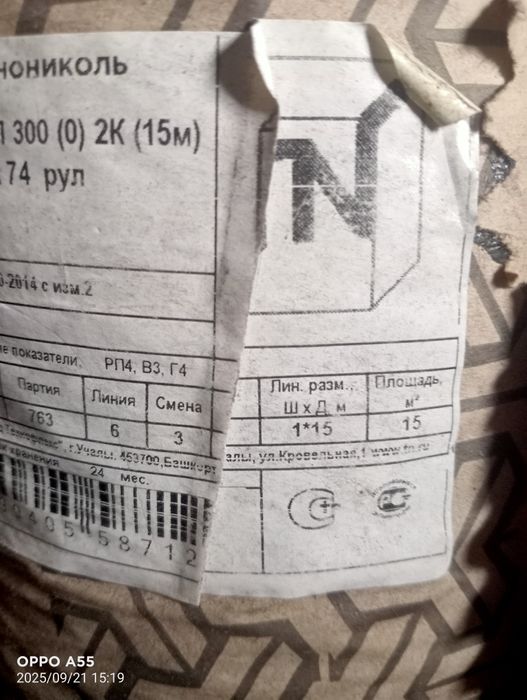 НОНИКОЛЬ
П 300 (0) 2К (15м)
74 рул
TN
-2014 с изм.2
е показатели. РП4, В3, Г4
Партия Линия Смена Лин. разм.. Площадь,
Ш х Д, м м²
763 6 3 1*15 15
г.Учалы, 453700,Башкорт алы, ул.Кровельная,1 www.tn.ru
хранения 24 мес.
58712
OPPO A55
2025/09/21 15:19